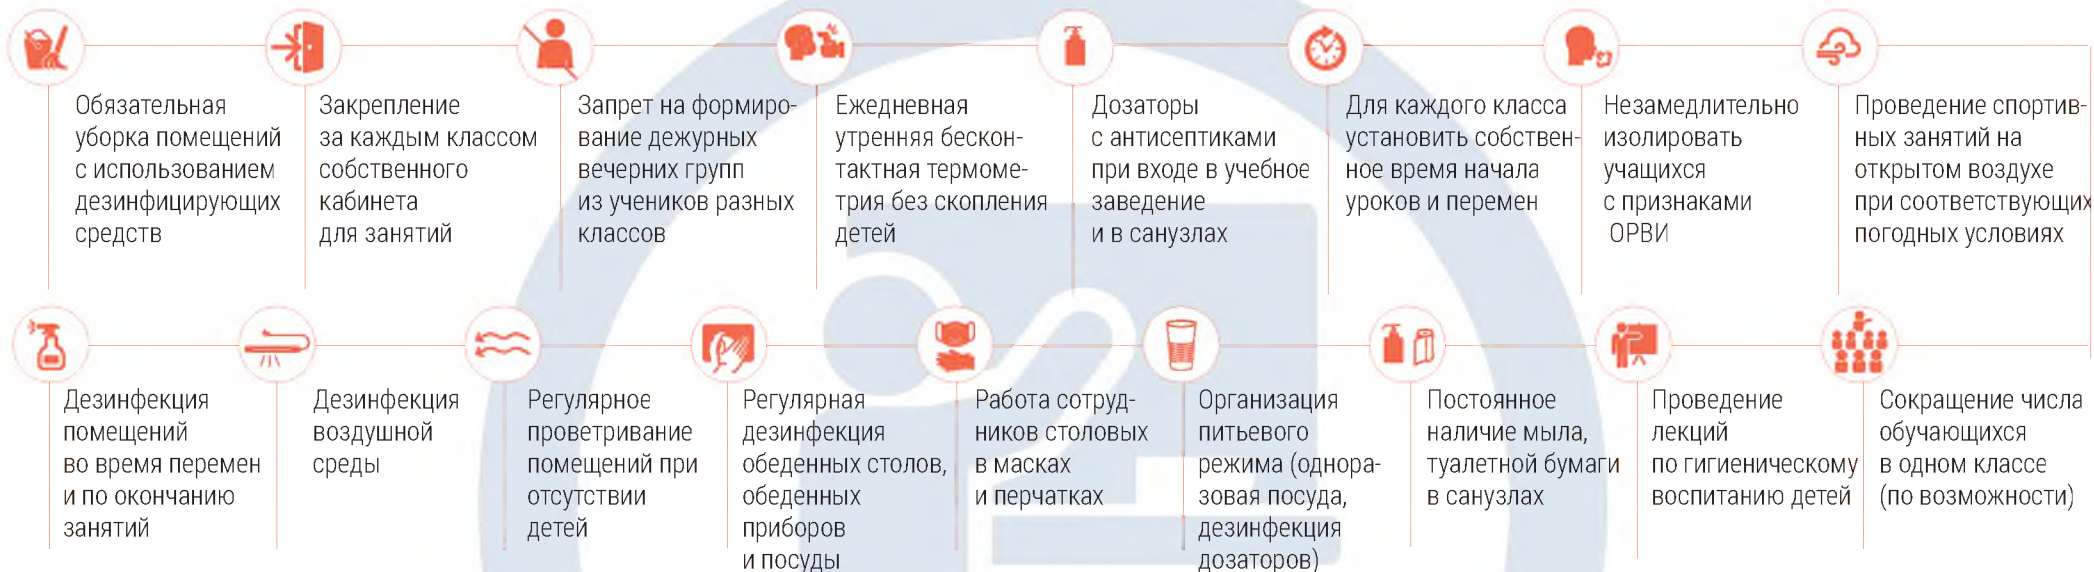 Обязательная
уборка помещений
с использованием
дезинфицирующих
средств
Закрепление
за каждым классом
собственного
кабинета
для занятий
Запрет на формиро-
вание дежурных
вечерних групп
из учеников разных
классов
Ежедневная
утренняя бескон-
тактная термоме-
трия без скопления
детей
Дозаторы
с антисептиками
при входе в учебное
заведение
и в санузлах
Для каждого класса
установить собствен-
ное время начала
уроков и перемен
Незамедлительно
изолировать
учащихся
с признаками
ОРВИ
Проведение спортив-
ных занятий на
открытом воздухе
при соответствующих
погодных условиях
Дезинфекция
помещений
во время перемен
и по окончанию
занятий
Дезинфекция
воздушной
среды
Регулярное
проветривание
помещений при
отсутствии
детей
Регулярная
дезинфекция
обеденных столов,
обеденных
приборов
и посуды
Работа сотруд-
ников столовых
в масках
и перчатках
Организация
питьевого
режима (однора-
зовая посуда,
дезинфекция
дозаторов)
Постоянное
наличие мыла,
туалетной бумаги
в санузлах
Проведение
лекций
по гигиеническому
воспитанию детей
Сокращение числа
обучающихся
в одном классе
(по возможности)